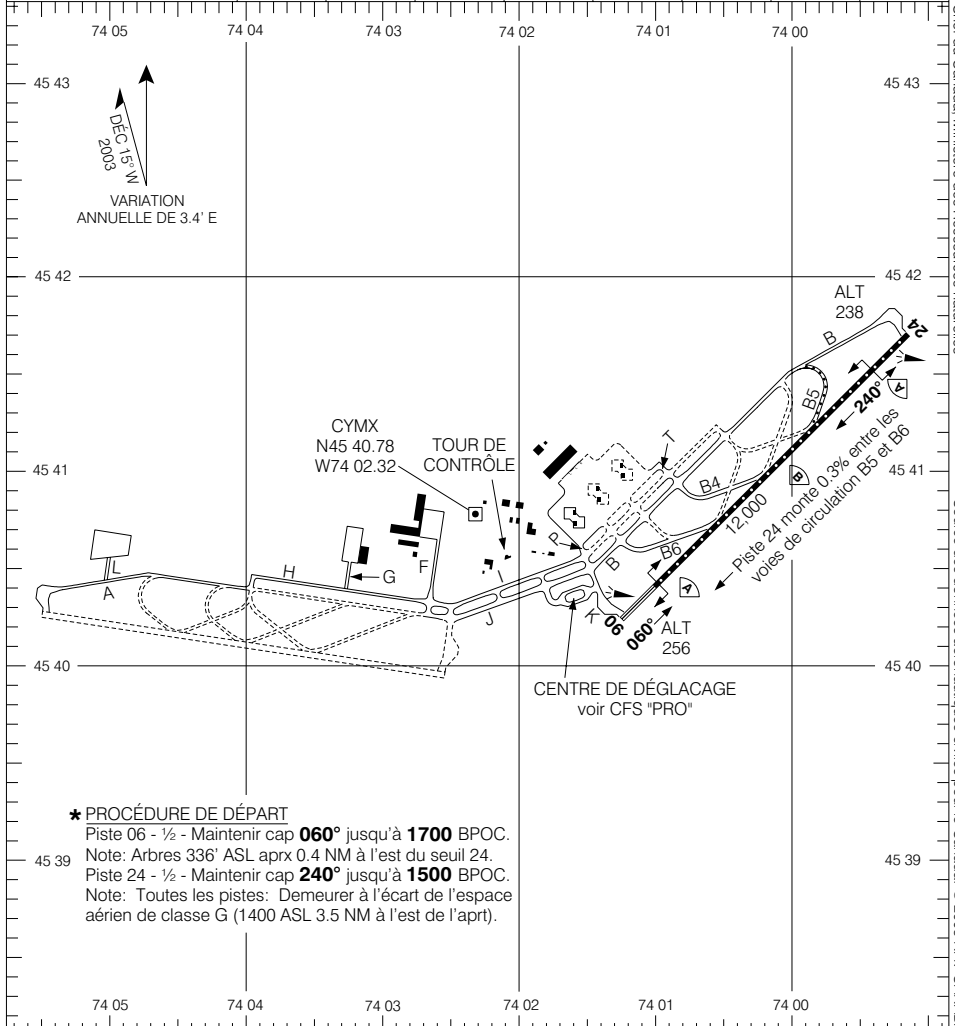 74 05
74 04
74 03
74 02
74 01
74 00
45 43
45 43
DÉC 15° W
2003
VARIATION
ANNUELLE DE 3.4' E
45 42
45 42
ALT
238
24
B
A
240°
B5
CYMX
N45 40.78
W74 02.32
TOUR DE
CONTRÔLE
T
45 41
45 41
B4
B
12,000
Piste 24 monte 0.3% entre les
voies de circulation B5 et B6
P
B6
B
F
I
L
H
G
A
J
K
A
06
060°
ALT
256
45 40
45 40
CENTRE DE DÉGLACAGE
voir CFS "PRO"
* PROCÉDURE DE DÉPART
Piste 06 - ½ - Maintenir cap 060° jusqu'à 1700 BPOC.
Note: Arbres 336' ASL aprx 0.4 NM à l'est du seuil 24.
45 39
45 39
Piste 24 - ½ - Maintenir cap 240° jusqu'à 1500 BPOC.
Note: Toutes les pistes: Demeurer à l'écart de l'espace
aérien de classe G (1400 ASL 3.5 NM à l'est de l'aprt).
74 05
74 04
74 03
74 02
74 01
74 00